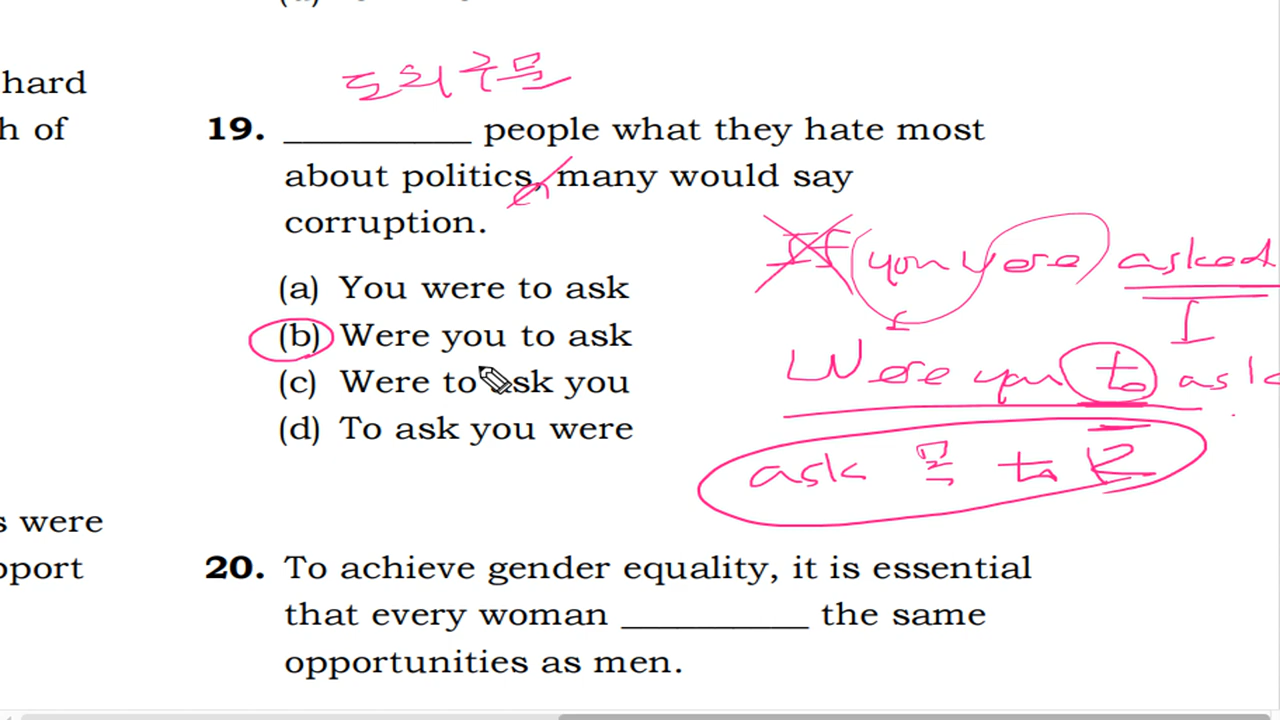 hard
h of
도치구문
19. __________ people what they hate most
about politics, many would say
corruption.
If you were asked
(a) You were to ask
(b) Were you to ask
Were you to ask
(c) Were to ask you
(d) To ask you were
ask 목 to R
s were
pport
20. To achieve gender equality, it is essential
that every woman __________ the same
opportunities as men.